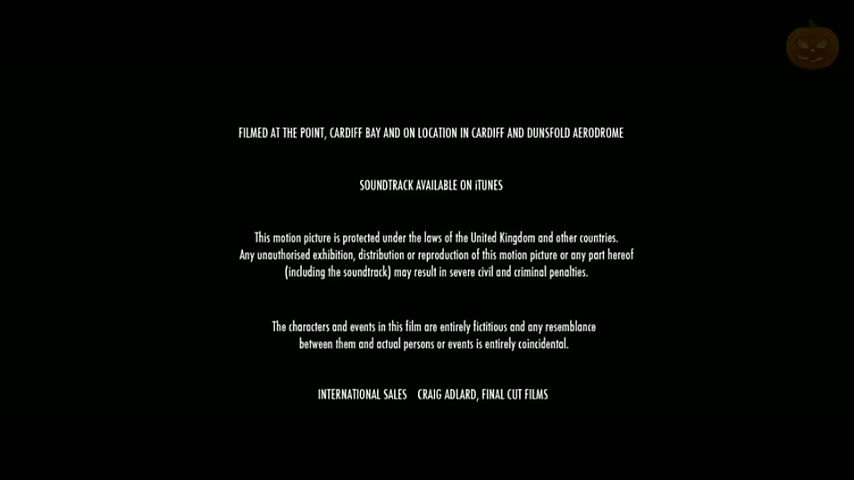 FILMED AT THE POINT, CARDIFF BAY AND ON LOCATION IN CARDIFF AND DUNSFOLD AERODROME
SOUNDTRACK AVAILABLE ON iTUNES
This motion picture is protected under the laws of the United Kingdom and other countries.
Any unauthorised exhibition, distribution or reproduction of this motion picture or any part hereof
(including the soundtrack) may result in severe civil and criminal penalties.
The characters and events in this film are entirely fictitious and any resemblance
between them and actual persons or events is entirely coincidental.
INTERNATIONAL SALES CRAIG ADLARD, FINAL CUT FILMS